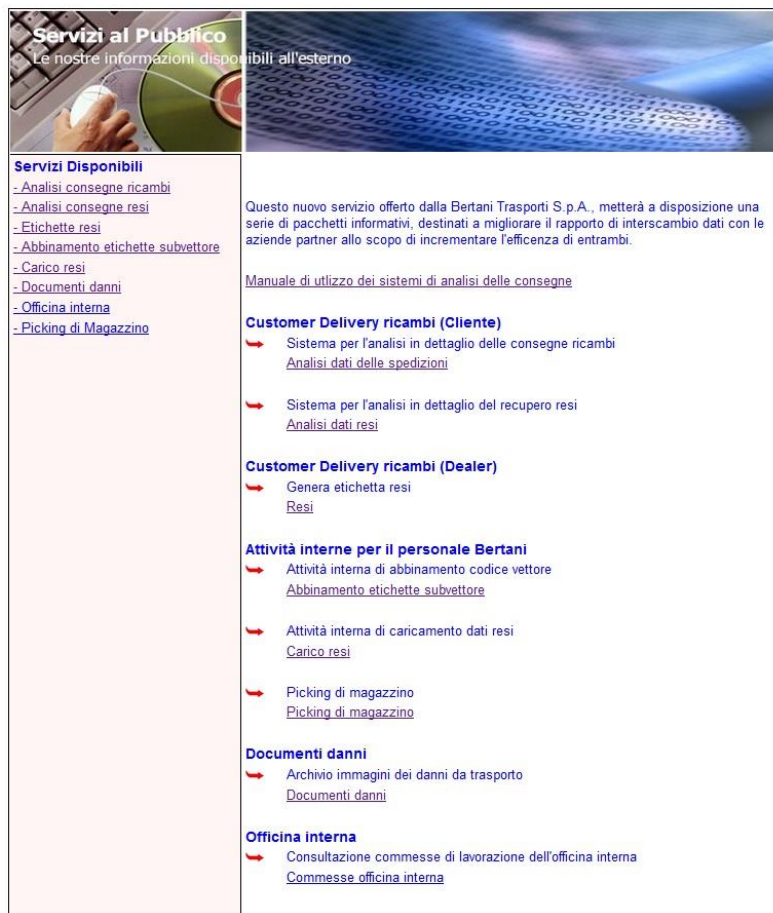 Servizi al Pubblico
Le nostre informazioni disponibili all'esterno
Servizi Disponibili
- Analisi consegne ricambi
- Analisi consegne resi
- Etichette resi
- Abbinamento etichette subvettore
- Carico resi
- Documenti danni
- Officina interna
- Picking di Magazzino
Questo nuovo servizio offerto dalla Bertani Trasporti S.p.A., metterà a disposizione una
serie di pacchetti informativi, destinati a migliorare il rapporto di interscambio dati con le
aziende partner allo scopo di incrementare l'efficenza di entrambi.
Manuale di utlizzo dei sistemi di analisi delle consegne
Customer Delivery ricambi (Cliente)
Sistema per l'analisi in dettaglio delle consegne ricambi
Analisi dati delle spedizioni
Sistema per l'analisi in dettaglio del recupero resi
Analisi dati resi
Customer Delivery ricambi (Dealer)
Genera etichetta resi
Resi
Attività interne per il personale Bertani
Attività interna di abbinamento codice vettore
Abbinamento etichette subvettore
Attività interna di caricamento dati resi
Carico resi
Picking di magazzino
Picking di magazzino
Documenti danni
Archivio immagini dei danni da trasporto
Documenti danni
Officina interna
Consultazione commesse di lavorazione dell'officina interna
Commesse officina interna